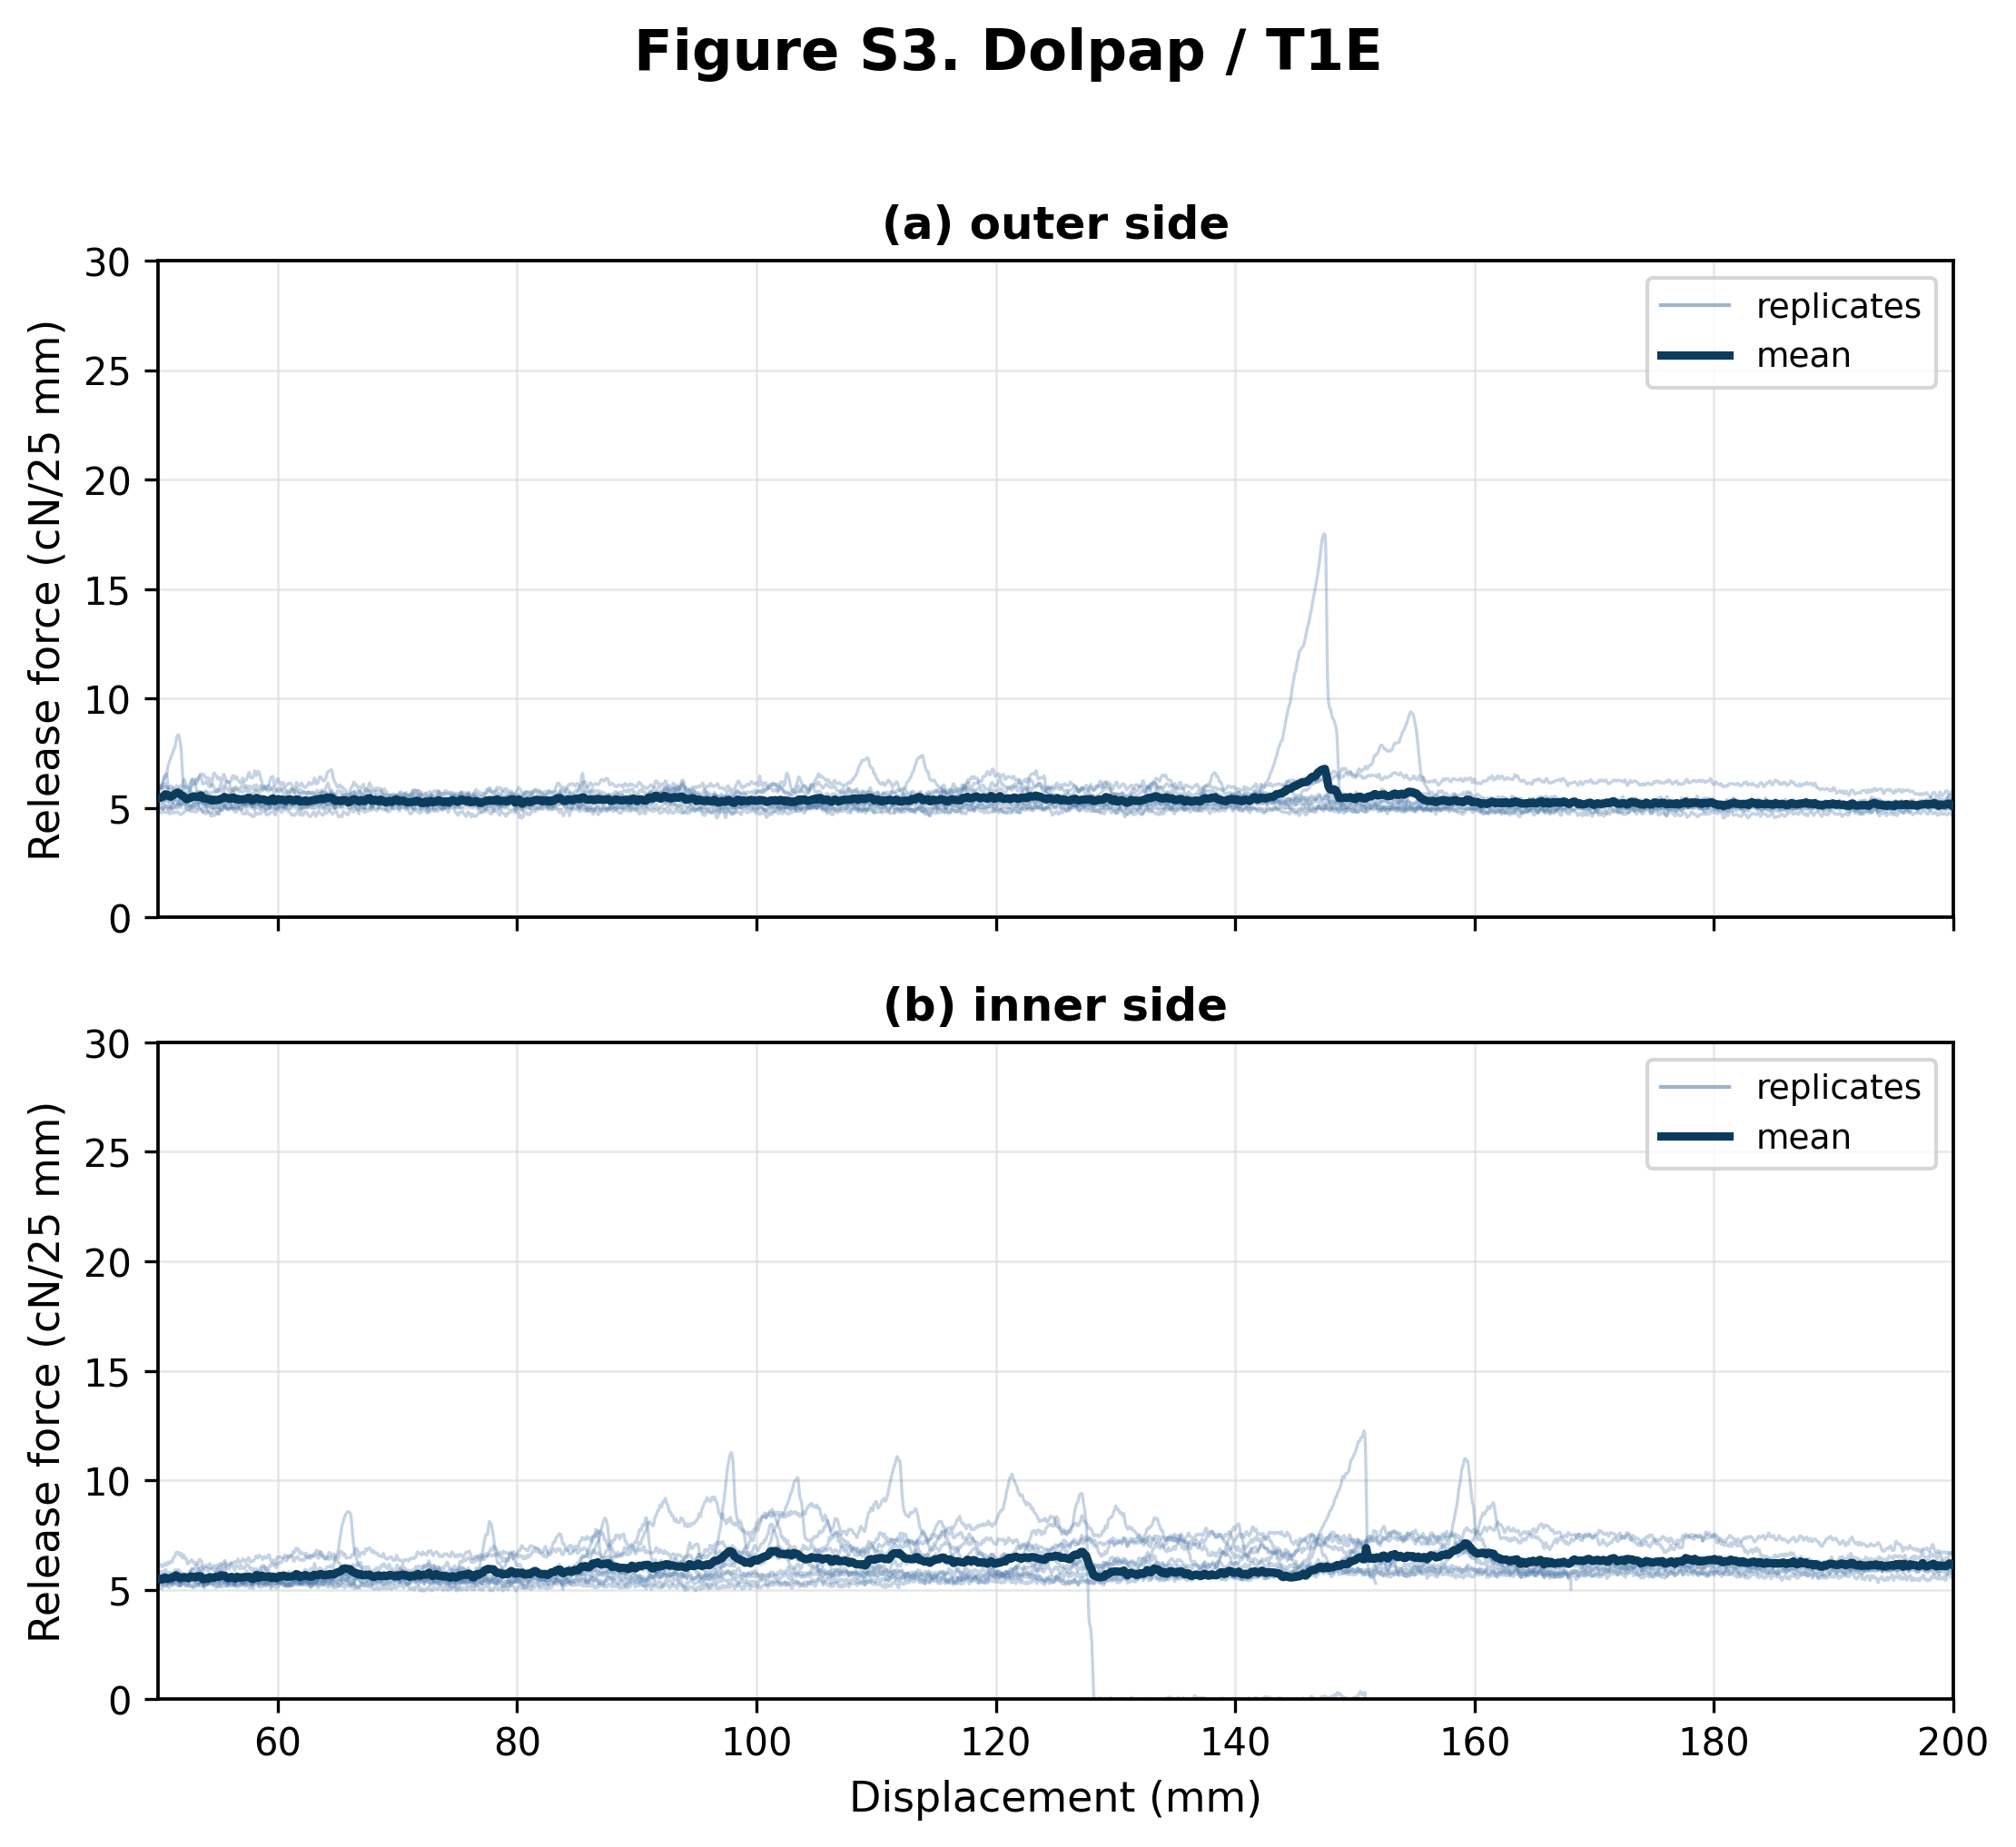 Figure S3. Dolpap / T1E
(a) outer side
30
25
20
15
10
5
0
Release force (cN/25 mm)
replicates
mean
(b) inner side
30
25
20
15
10
5
0
Release force (cN/25 mm)
replicates
mean
60 80 100 120 140 160 180 200
Displacement (mm)